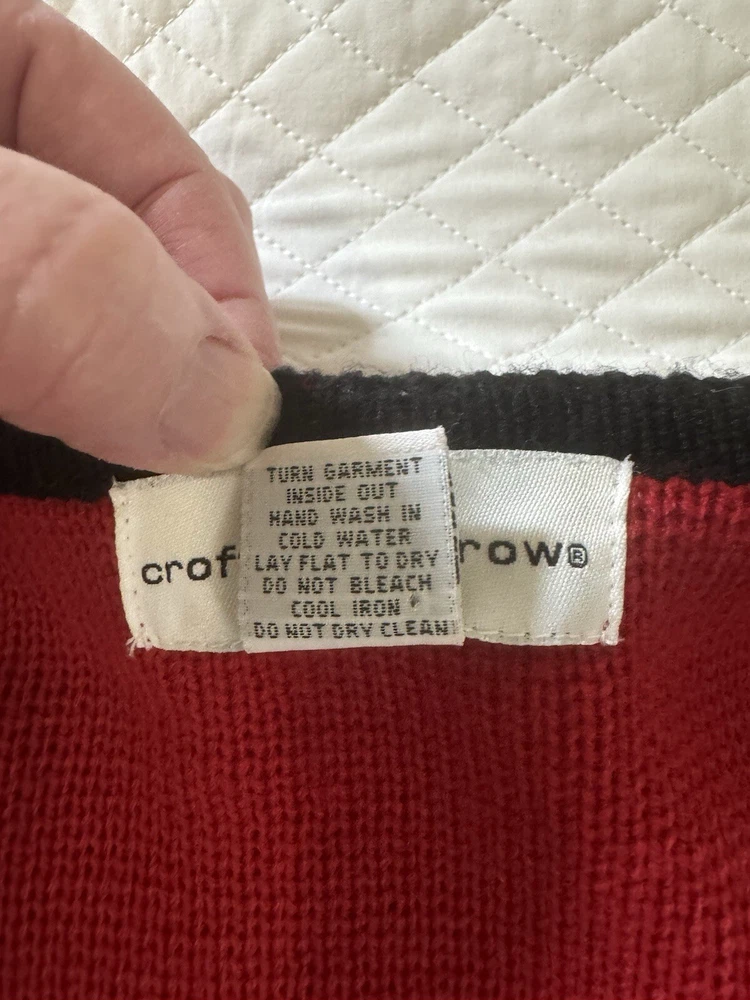 TURN GARMENT
INSIDE OUT
HAND WASH IN
COLD WATER
LAY FLAT TO DRY
DO NOT BLEACH
COOL IRON
DO NOT DRY CLEAN
crof row®